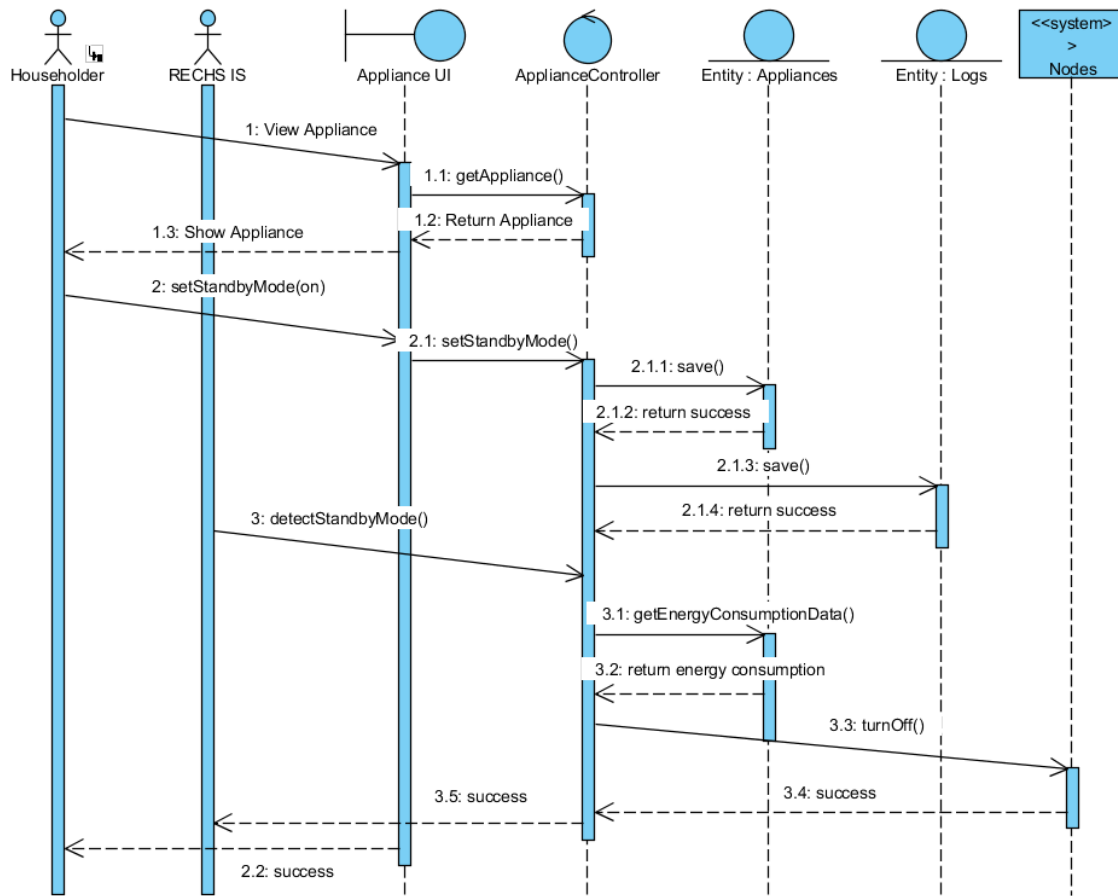 <<system>
>
Nodes
Householder
RECHS IS
Appliance UI
ApplianceController
Entity : Appliances
Entity : Logs
1: View Appliance
1.1: getAppliance()
1.2: Return Appliance
1.3: Show Appliance
2: setStandbyMode(on)
2.1: setStandbyMode()
2.1.1: save()
2.1.2: return success
2.1.3: save()
2.1.4: return success
3: detectStandbyMode()
3.1: getEnergyConsumptionData()
3.2: return energy consumption
3.3: turnOff()
3.4: success
3.5: success
2.2: success